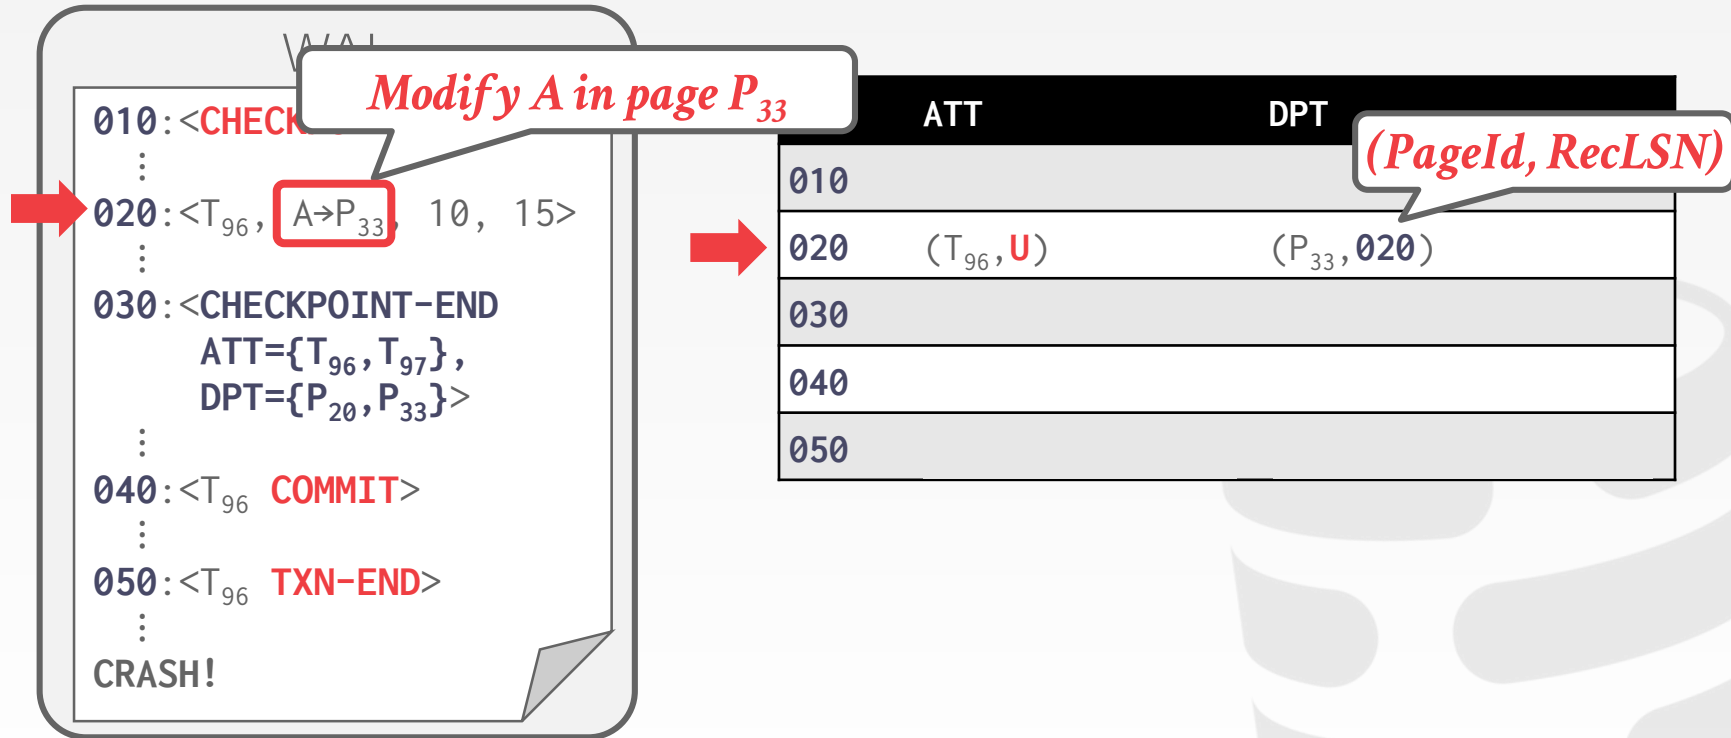 Modify A in page P33
010:<CHECK
⋮
020:<T96, A→P33, 10, 15>
⋮
030:<CHECKPOINT-END
ATT={T96,T97},
DPT={P20,P33}>
⋮
040:<T96 COMMIT>
⋮
050:<T96 TXN-END>
⋮
CRASH!
ATT DPT
(PageId, RecLSN)
010
020 (T96,U) (P33,020)
030
040
050